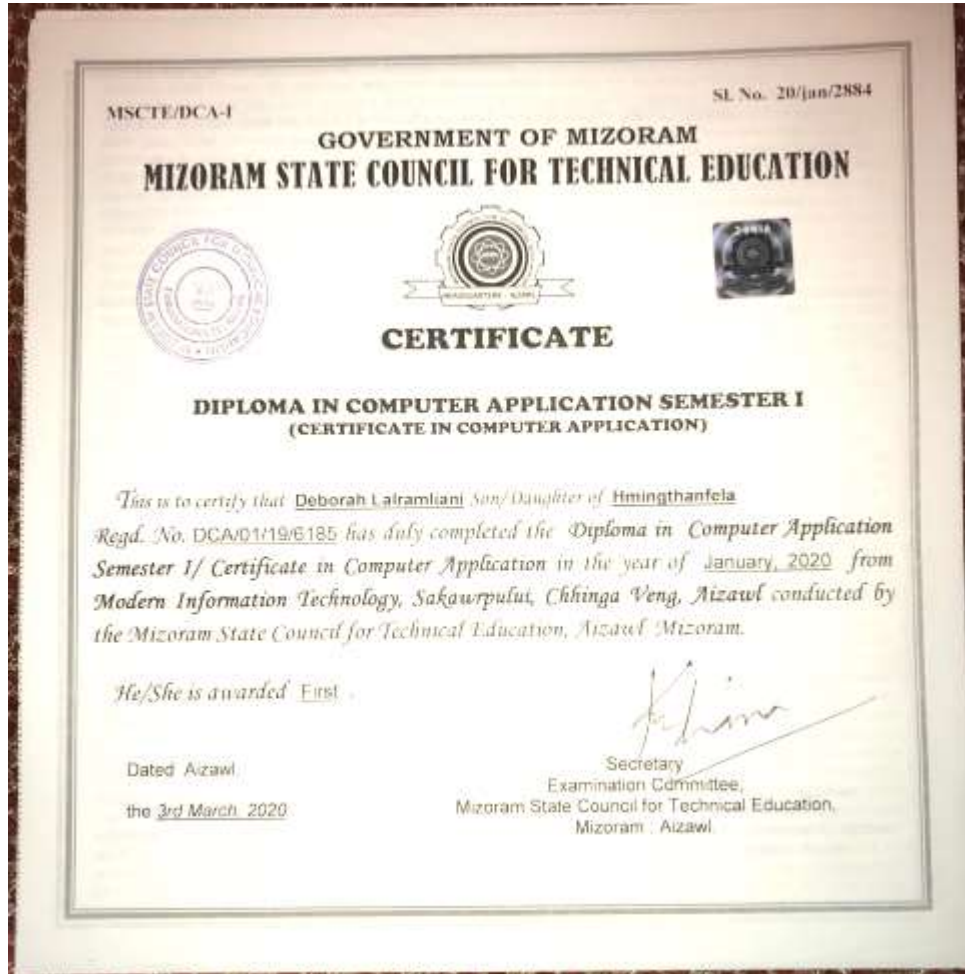 MSCTE/DCA-I
Sl. No. 20/jan/2884
GOVERNMENT OF MIZORAM
MIZORAM STATE COUNCIL FOR TECHNICAL EDUCATION
HEADQUARTERS - AIZAWL
CERTIFICATE
DIPLOMA IN COMPUTER APPLICATION SEMESTER I
(CERTIFICATE IN COMPUTER APPLICATION)
This is to certify that Deborah Lalramliani Son/Daughter of Hmingthanfela
Regd. No. DCA/01/19/6185 has duly completed the Diploma in Computer Application
Semester I/ Certificate in Computer Application in the year of January, 2020 from
Modern Information Technology, Sakawrpului, Chhinga Veng, Aizawl conducted by
the Mizoram State Council for Technical Education, Aizawl Mizoram.
He/She is awarded First .
Dated Aizawl
the 3rd March, 2020
Secretary
Examination Committee,
Mizoram State Council for Technical Education,
Mizoram : Aizawl